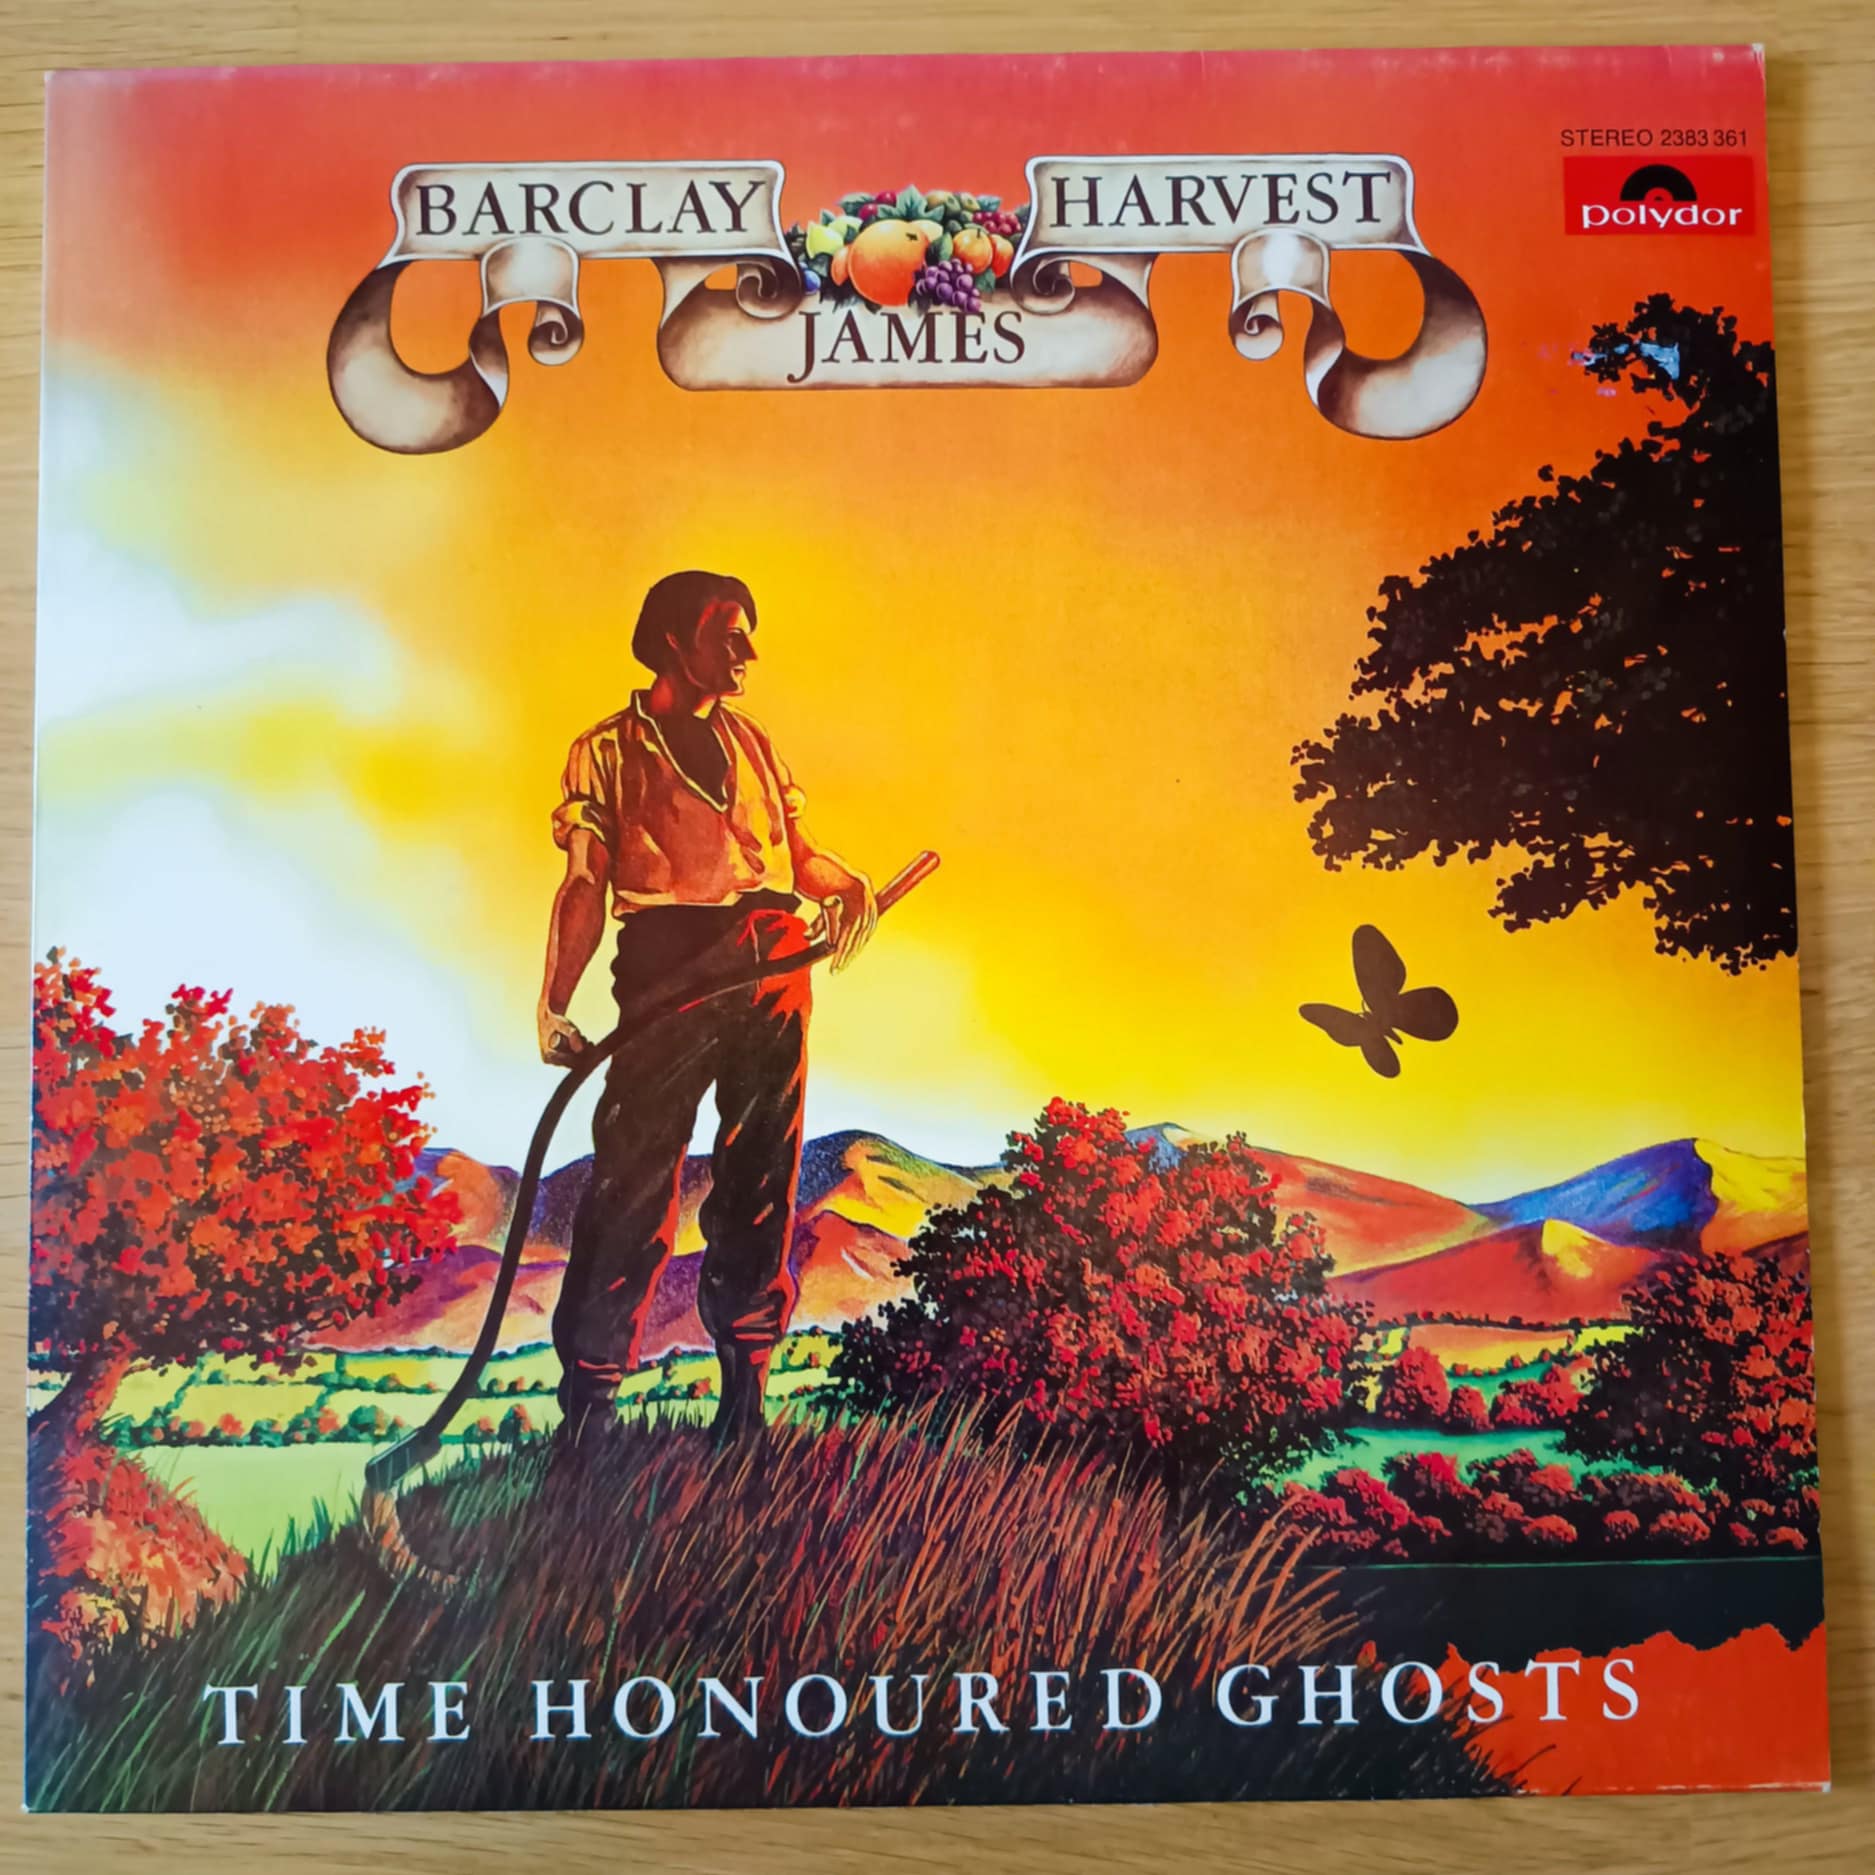 STEREO 2383 361
polydor
BARCLAY
JAMES
HARVEST
TIME HONOURED GHOSTS